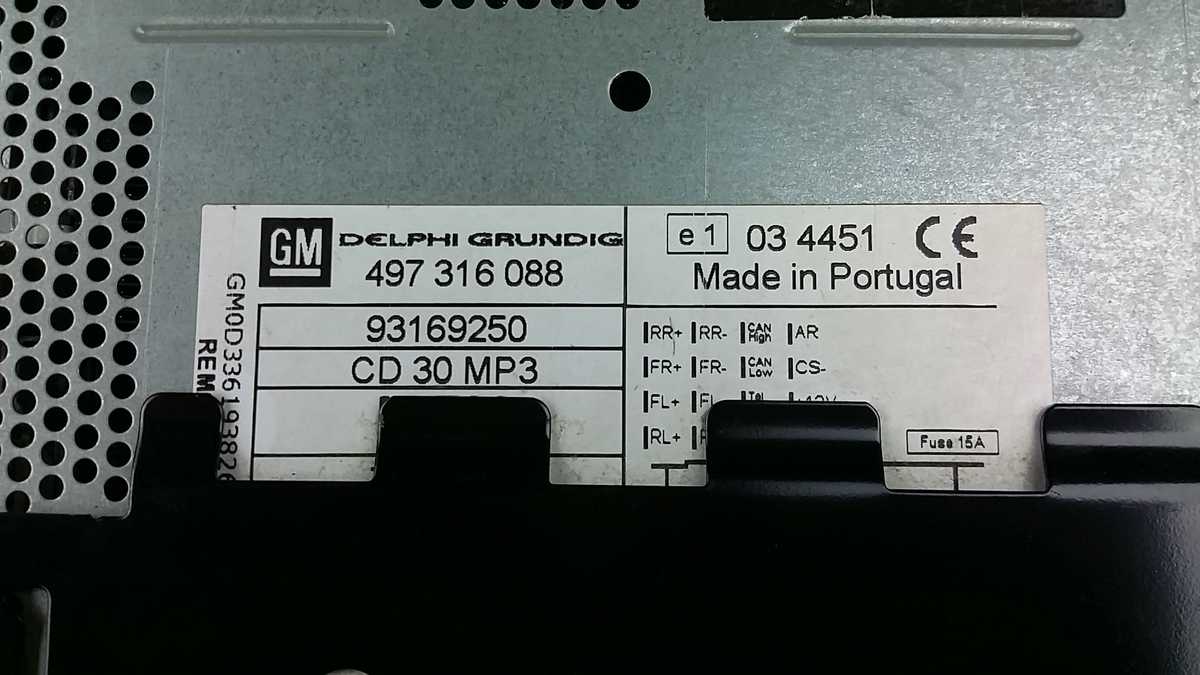 GM DELPHI GRUNDIG
497 316 088
93169250
CD 30 MP3
e1 03 4451 CE
Made in Portugal
RR+ RR- CAN High AR
FR+ FR- CAN Low CS-
FL+
RL+
Fuse 15A
GM0D33619382